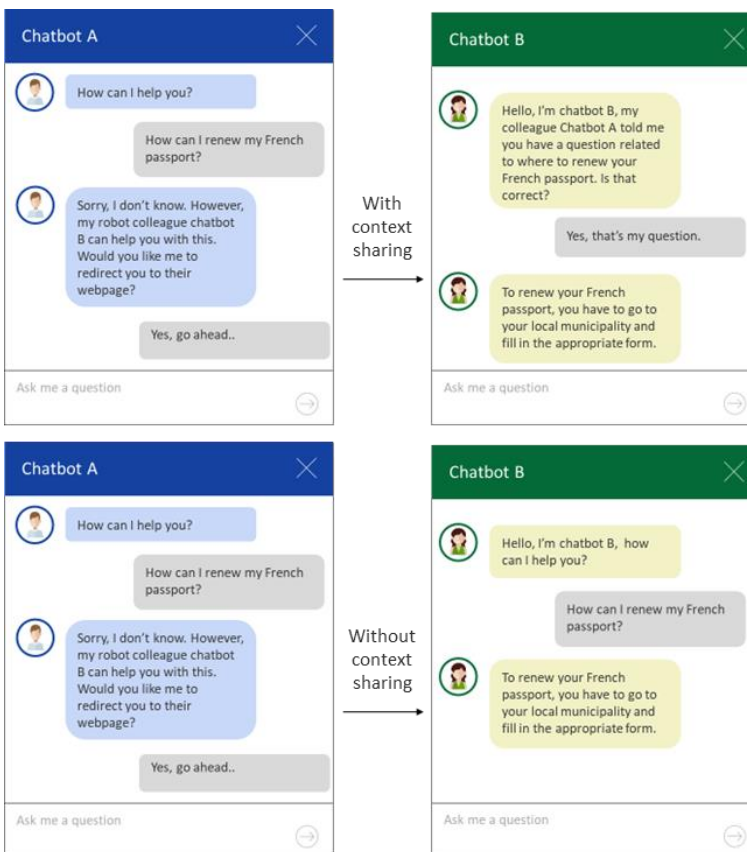 Chatbot A
How can I help you?
How can I renew my French
passport?
Sorry, I don't know. However,
my robot colleague chatbot
B can help you with this.
Would you like me to
redirect you to their
webpage?
Yes, go ahead..
Ask me a question
With
context
sharing
Chatbot B
Hello, I'm chatbot B, my
colleague Chatbot A told me
you have a question related
to where to renew your
French passport. Is that
correct?
Yes, that's my question.
To renew your French
passport, you have to go to
your local municipality and
fill in the appropriate form.
Ask me a question
Chatbot A
How can I help you?
How can I renew my French
passport?
Sorry, I don't know. However,
my robot colleague chatbot
B can help you with this.
Would you like me to
redirect you to their
webpage?
Yes, go ahead..
Ask me a question
Without
context
sharing
Chatbot B
Hello, I'm chatbot B, how
can I help you?
How can I renew my French
passport?
To renew your French
passport, you have to go to
your local municipality and
fill in the appropriate form.
Ask me a question